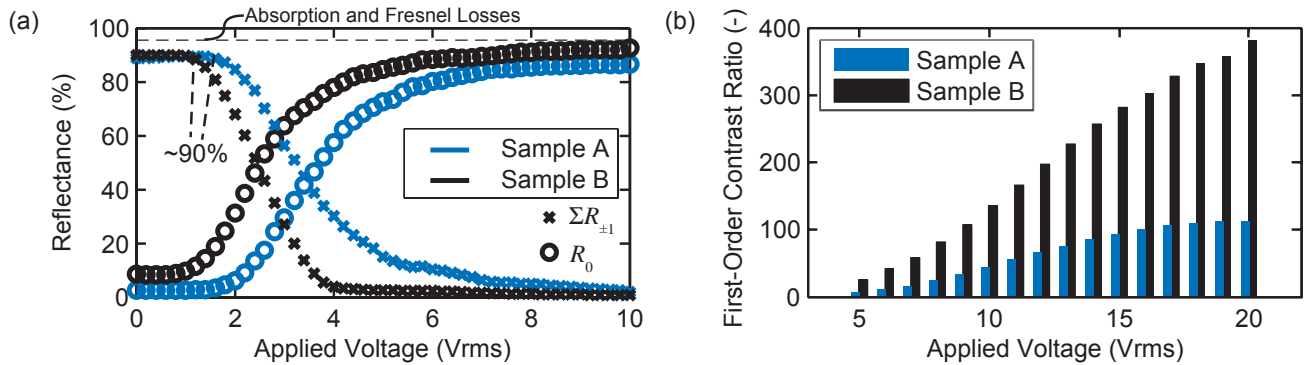 (a)
Absorption and Fresnel Losses
100
80
60
40
20
0
Reflectance (%)
~90%
Sample A
Sample B
ΣR±1
R0
0 2 4 6 8 10
Applied Voltage (Vrms)
(b)
400
300
200
100
0
First-Order Contrast Ratio (-)
Sample A
Sample B
5 10 15 20
Applied Voltage (Vrms)